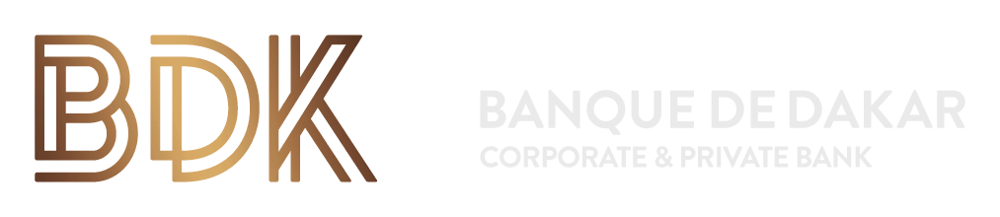 BDK
BANQUE DE DAKAR
CORPORATE & PRIVATE BANK